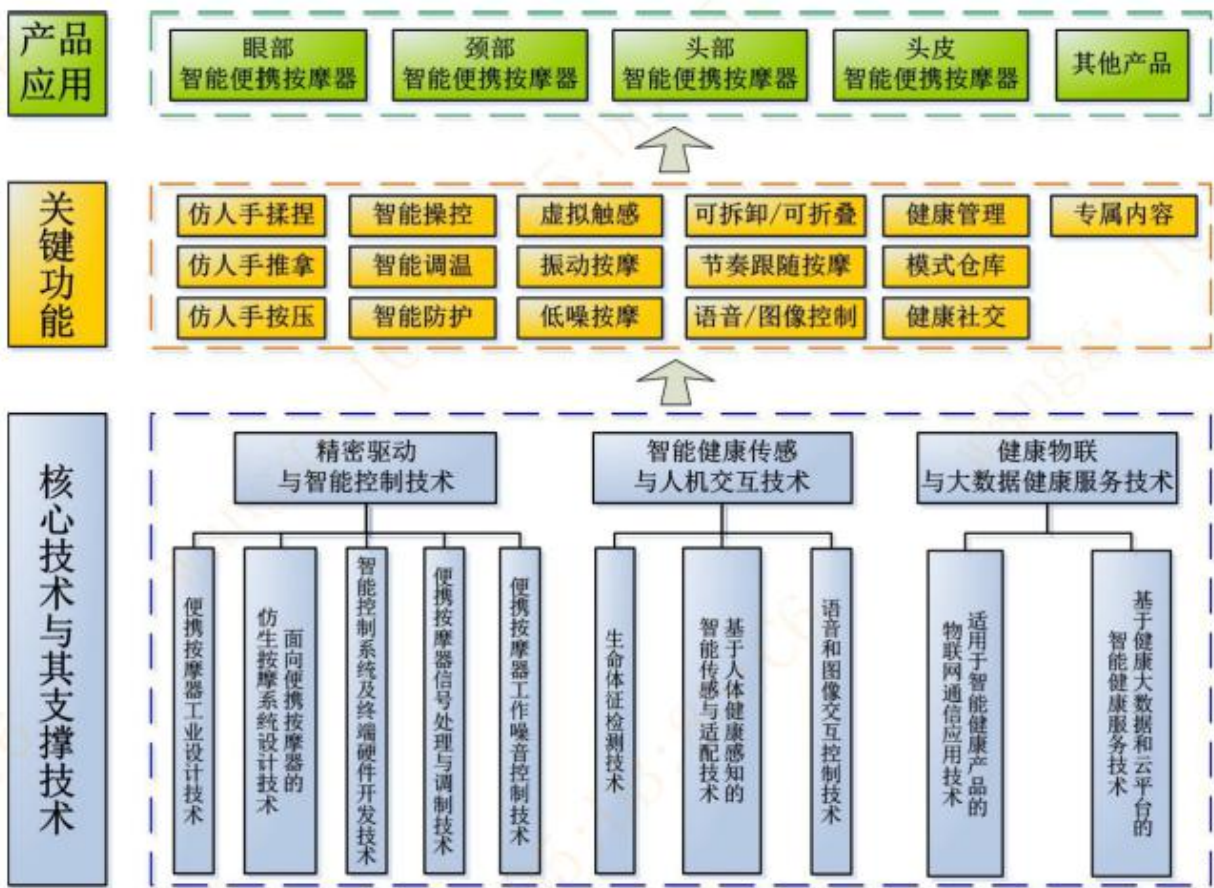 产品
应用
眼部
智能便携按摩器
颈部
智能便携按摩器
头部
智能便携按摩器
头皮
智能便携按摩器
其他产品
关键功能
仿人手揉捏
智能操控
虚拟触感
可拆卸/可折叠
健康管理
专属内容
仿人手推拿
智能调温
振动按摩
节奏跟随按摩
模式仓库
仿人手按压
智能防护
低噪按摩
语音/图像控制
健康社交
核心技术与其支撑技术
精密驱动
与智能控制技术
智能健康传感
与人机交互技术
健康物联
与大数据健康服务技术
便携按摩器工业设计技术
面向便携按摩器的
仿生按摩系统设计技术
智能控制系统及终端硬件开发技术
便携按摩器信号处理与调制技术
便携按摩器工作噪音控制技术
生命体征检测技术
基于人体健康感知的
智能传感与适配技术
语音和图像交互控制技术
适用于智能健康产品的
物联网通信应用技术
基于健康大数据和云平台的
智能健康服务技术